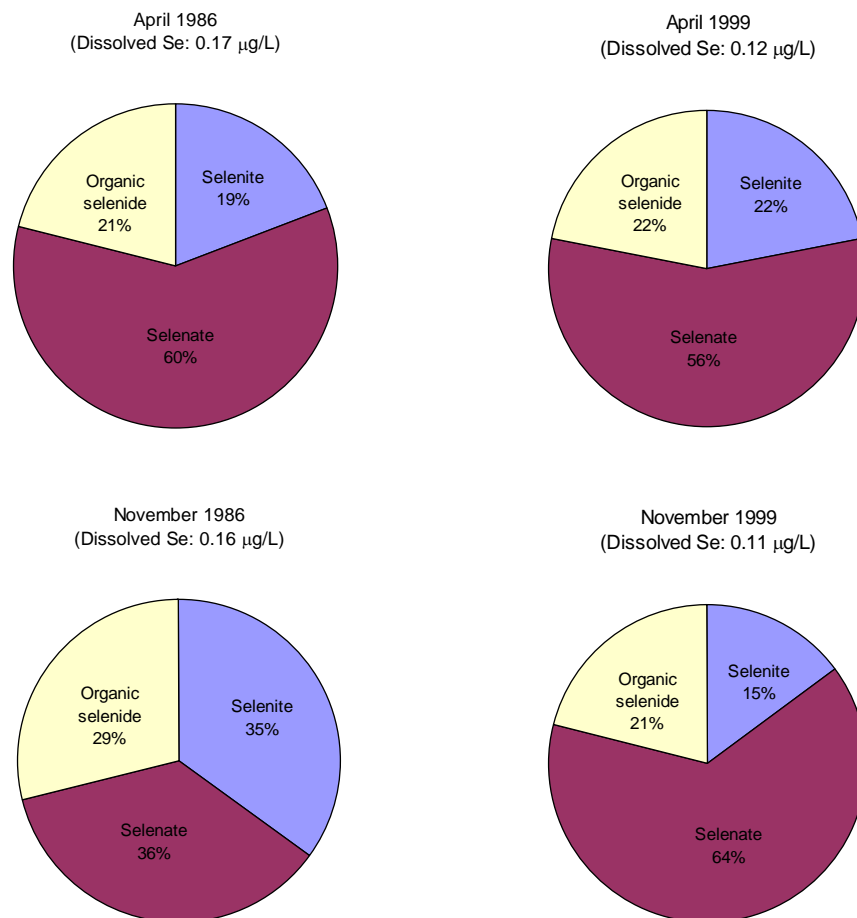 April 1986
(Dissolved Se: 0.17 μg/L)
Organic
selenide
21%
Selenite
19%
Selenate
60%
April 1999
(Dissolved Se: 0.12 μg/L)
Organic
selenide
22%
Selenite
22%
Selenate
56%
November 1986
(Dissolved Se: 0.16 μg/L)
Organic
selenide
29%
Selenite
35%
Selenate
36%
November 1999
(Dissolved Se: 0.11 μg/L)
Organic
selenide
21%
Selenite
15%
Selenate
64%